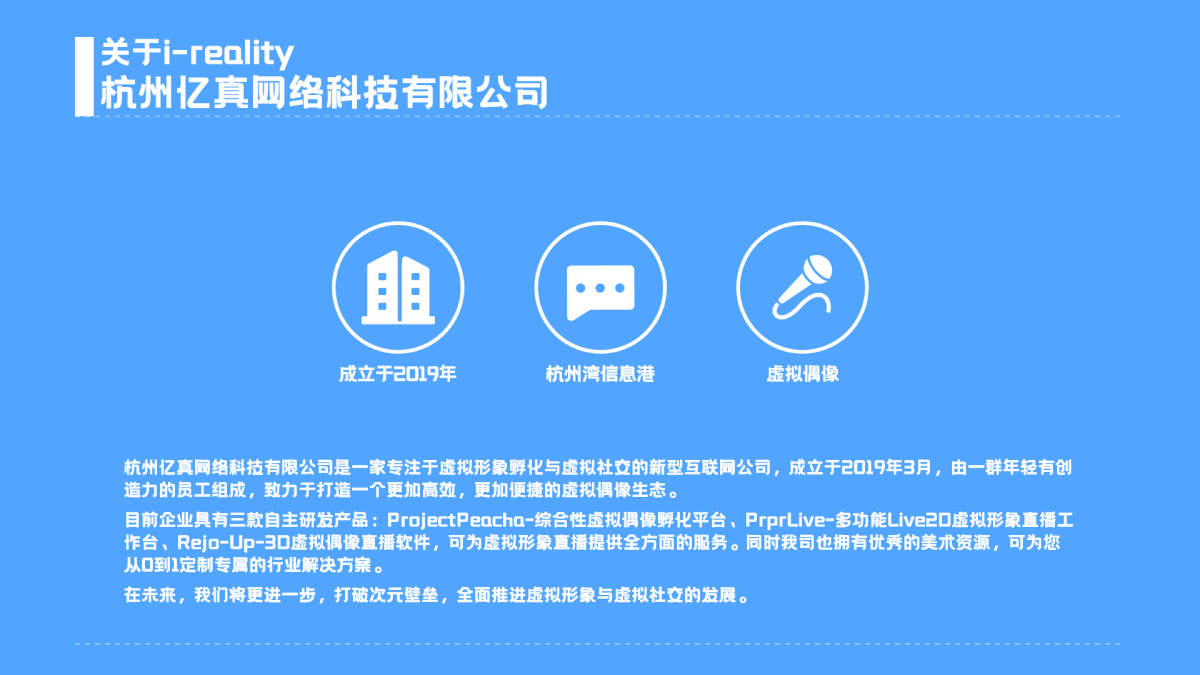 关于i-reality
杭州亿真网络科技有限公司
成立于2019年
杭州湾信息港
虚拟偶像
杭州亿真网络科技有限公司是一家专注于虚拟形象孵化与虚拟社交的新型互联网公司，成立于2019年3月，由一群年轻有创
造力的员工组成，致力于打造一个更加高效，更加便捷的虚拟偶像生态。
目前企业具有三款自主研发产品：ProjectPeacha-综合性虚拟偶像孵化平台、PrprLive-多功能Live2D虚拟形象直播工
作台、Rejo-Up-3D虚拟偶像直播软件，可为虚拟形象直播提供全方面的服务。同时我司也拥有优秀的美术资源，可为您
从0到1定制专属的行业解决方案。
在未来，我们将更进一步，打破次元壁垒，全面推进虚拟形象与虚拟社交的发展。